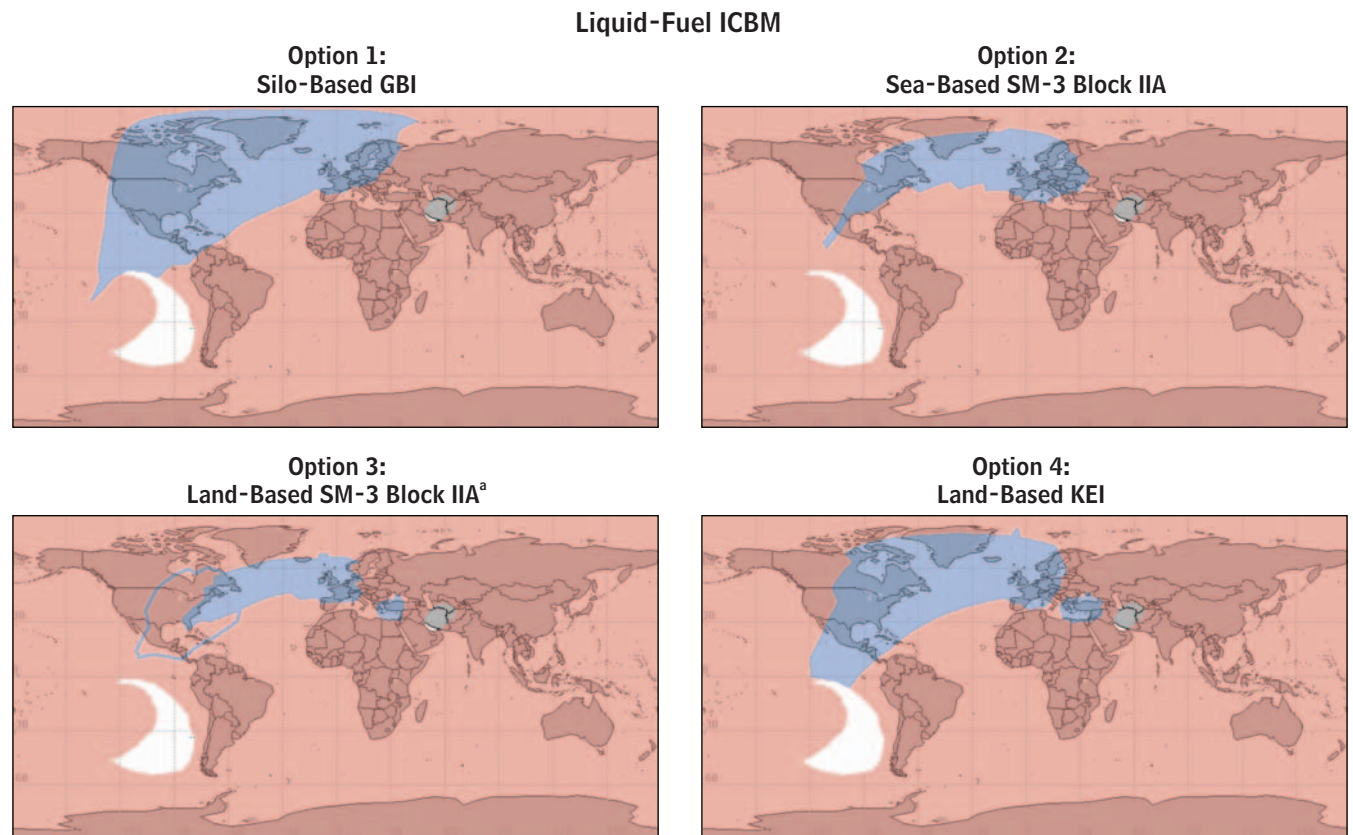 Liquid-Fuel ICBM
Option 1:
Silo-Based GBI
Option 2:
Sea-Based SM-3 Block IIA
Option 3:
Land-Based SM-3 Block IIAª
Option 4:
Land-Based KEI